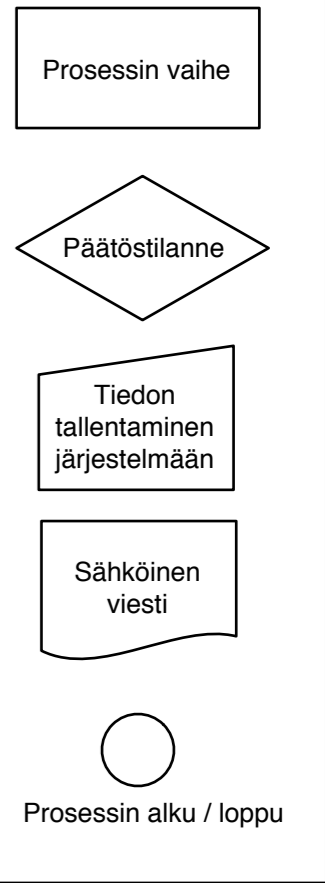 Prosessin vaihe
Päätöstilanne
Tiedon
tallentaminen
järjestelmään
Sähköinen
viesti
Prosessin alku / loppu